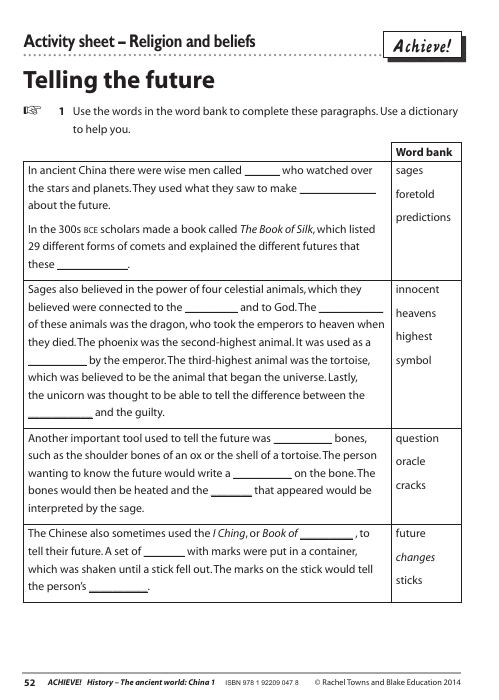 Activity sheet – Religion and beliefs
Achieve!
Telling the future
1 Use the words in the word bank to complete these paragraphs. Use a dictionary
to help you.
Word bank
In ancient China there were wise men called ______ who watched over
the stars and planets. They used what they saw to make _____________
about the future.
In the 300s BCE scholars made a book called The Book of Silk, which listed
29 different forms of comets and explained the different futures that
these ____________.
sages
foretold
predictions
Sages also believed in the power of four celestial animals, which they
believed were connected to the _________ and to God. The ___________
of these animals was the dragon, who took the emperors to heaven when
they died. The phoenix was the second-highest animal. It was used as a
__________ by the emperor. The third-highest animal was the tortoise,
which was believed to be the animal that began the universe. Lastly,
the unicorn was thought to be able to tell the difference between the
___________ and the guilty.
innocent
heavens
highest
symbol
Another important tool used to tell the future was __________ bones,
such as the shoulder bones of an ox or the shell of a tortoise. The person
wanting to know the future would write a __________ on the bone. The
bones would then be heated and the _______ that appeared would be
interpreted by the sage.
question
oracle
cracks
The Chinese also sometimes used the I Ching, or Book of _________ , to
tell their future. A set of _______ with marks were put in a container,
which was shaken until a stick fell out. The marks on the stick would tell
the person's __________.
future
changes
sticks
52 ACHIEVE! History – The ancient world: China 1 ISBN 978 1 92209 047 8 © Rachel Towns and Blake Education 2014